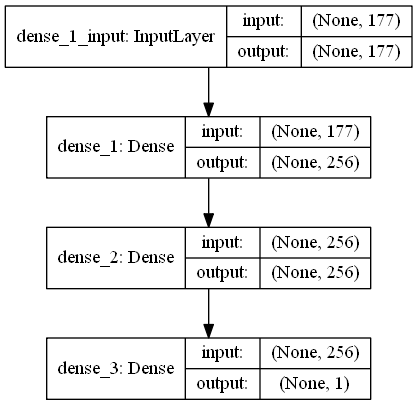 dense_1_input: InputLayer
input: (None, 177)
output: (None, 177)
dense_1: Dense
input: (None, 177)
output: (None, 256)
dense_2: Dense
input: (None, 256)
output: (None, 256)
dense_3: Dense
input: (None, 256)
output: (None, 1)